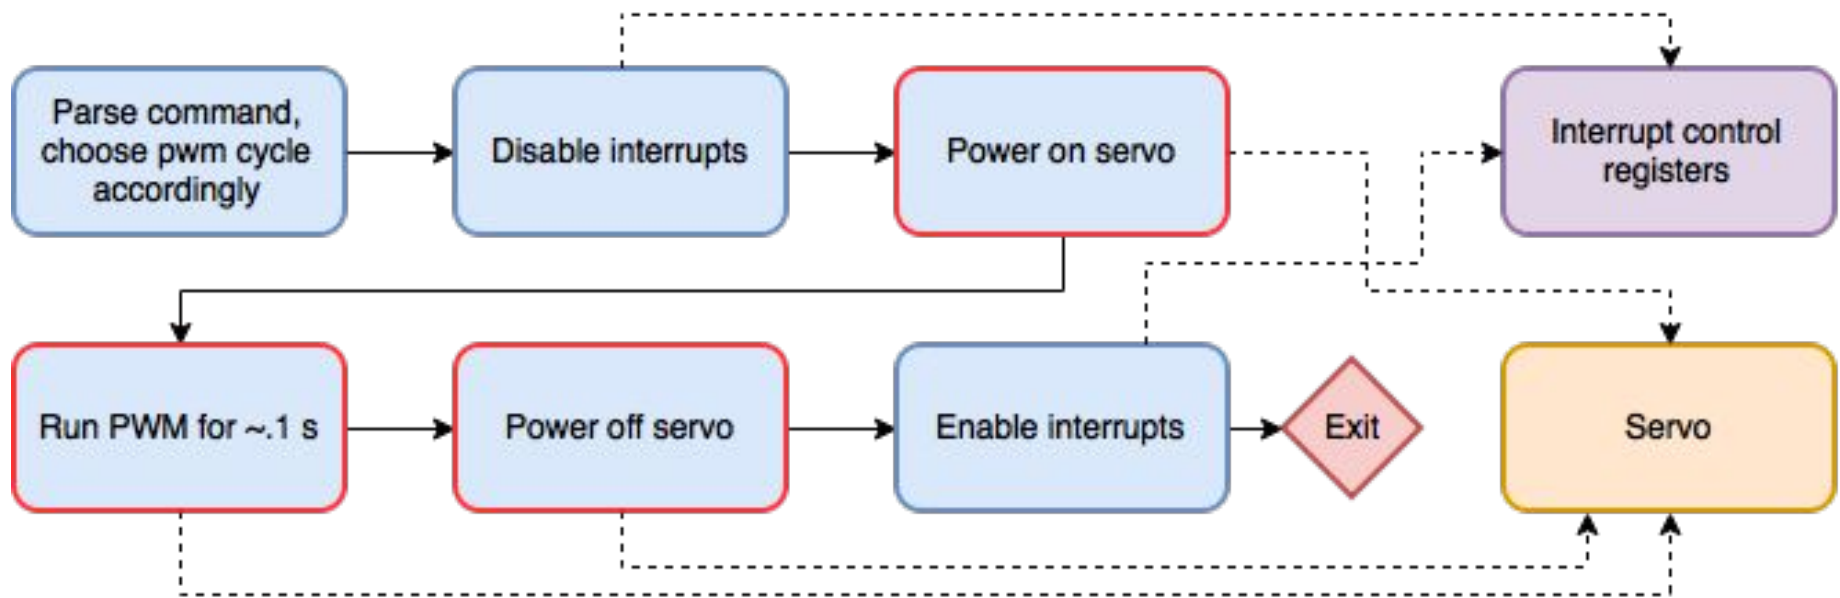 Parse command,
choose pwm cycle
accordingly
Disable interrupts
Power on servo
Interrupt control
registers
Run PWM for ~.1 s
Power off servo
Enable interrupts
Exit
Servo